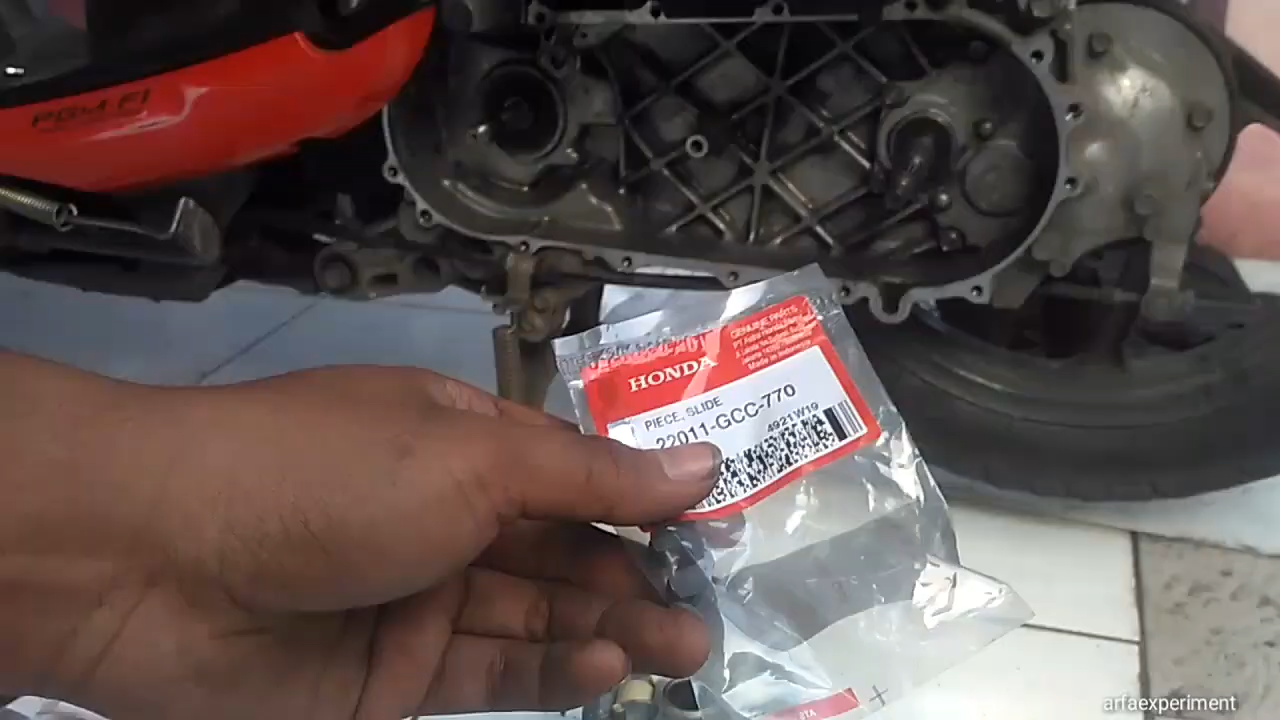 PGM-FI
HONDA
GENUINE PARTS
Made in Indonesia
PIECE, SLIDE
22011-GCC-770
4921W19
arfaexperiment